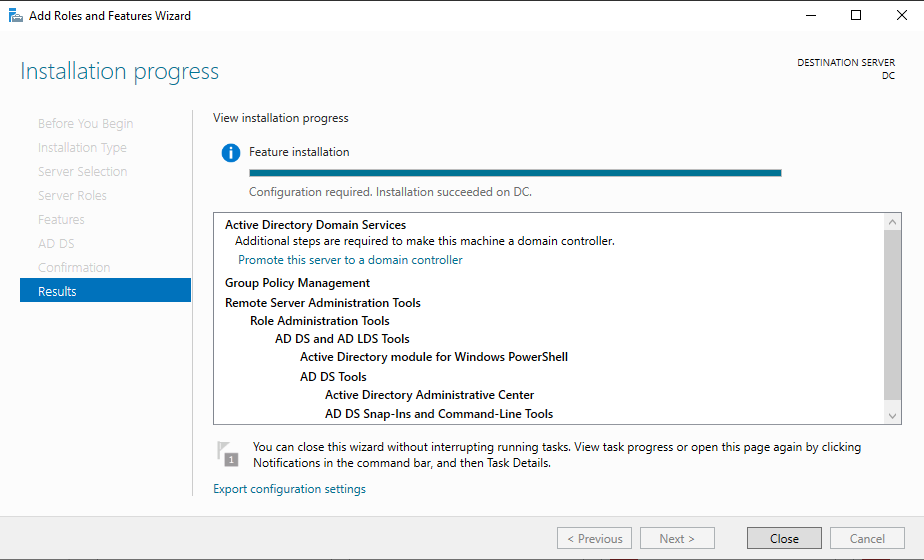 Add Roles and Features Wizard
Installation progress
DESTINATION SERVER
DC
Before You Begin
Installation Type
Server Selection
Server Roles
Features
AD DS
Confirmation
Results
View installation progress
Feature installation
Configuration required. Installation succeeded on DC.
Active Directory Domain Services
Additional steps are required to make this machine a domain controller.
Promote this server to a domain controller
Group Policy Management
Remote Server Administration Tools
Role Administration Tools
AD DS and AD LDS Tools
Active Directory module for Windows PowerShell
AD DS Tools
Active Directory Administrative Center
AD DS Snap-Ins and Command-Line Tools
1
You can close this wizard without interrupting running tasks. View task progress or open this page again by clicking
Notifications in the command bar, and then Task Details.
Export configuration settings
< Previous
Next >
Close
Cancel